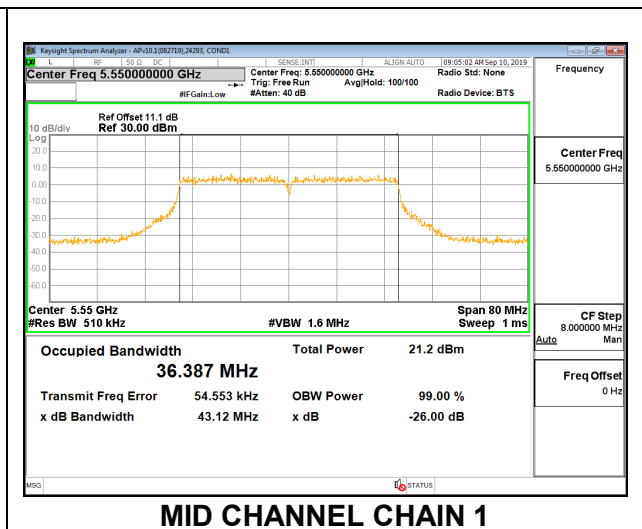 Keysight Spectrum Analyzer - APv10.1(082719),24293, COND1
L RF 50 Ω DC SENSE:INT ALIGN AUTO 09:05:02 AM Sep 10, 2019
Center Freq 5.550000000 GHz
Center Freq: 5.550000000 GHz
Radio Std: None
Trig: Free Run Avg|Hold: 100/100
#IFGain:Low #Atten: 40 dB Radio Device: BTS
Frequency
Ref Offset 11.1 dB
10 dB/div Ref 30.00 dBm
Log
20.0
10.0
0.00
-10.0
-20.0
-30.0
-40.0
-50.0
-60.0
Center Freq
5.550000000 GHz
Center 5.55 GHz Span 80 MHz
#Res BW 510 kHz #VBW 1.6 MHz Sweep 1 ms
CF Step
8.000000 MHz
Auto Man
Occupied Bandwidth Total Power 21.2 dBm
36.387 MHz
Transmit Freq Error 54.553 kHz OBW Power 99.00 %
x dB Bandwidth 43.12 MHz x dB -26.00 dB
Freq Offset
0 Hz
MSG STATUS
MID CHANNEL CHAIN 1